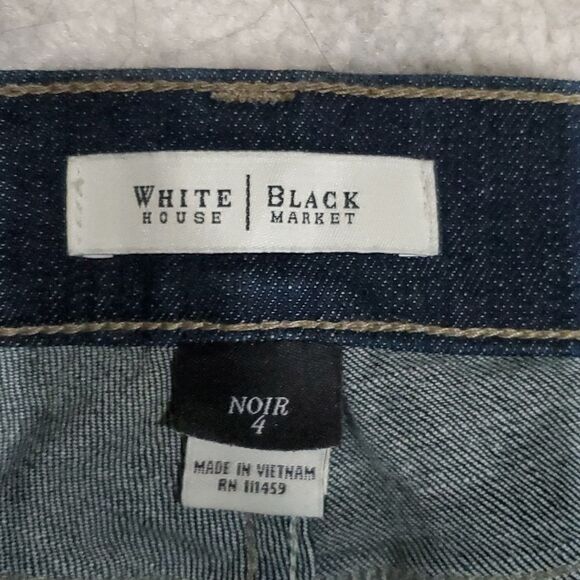 WHITE | BLACK
HOUSE | MARKET
NOIR
4
MADE IN VIETNAM
RN 111459